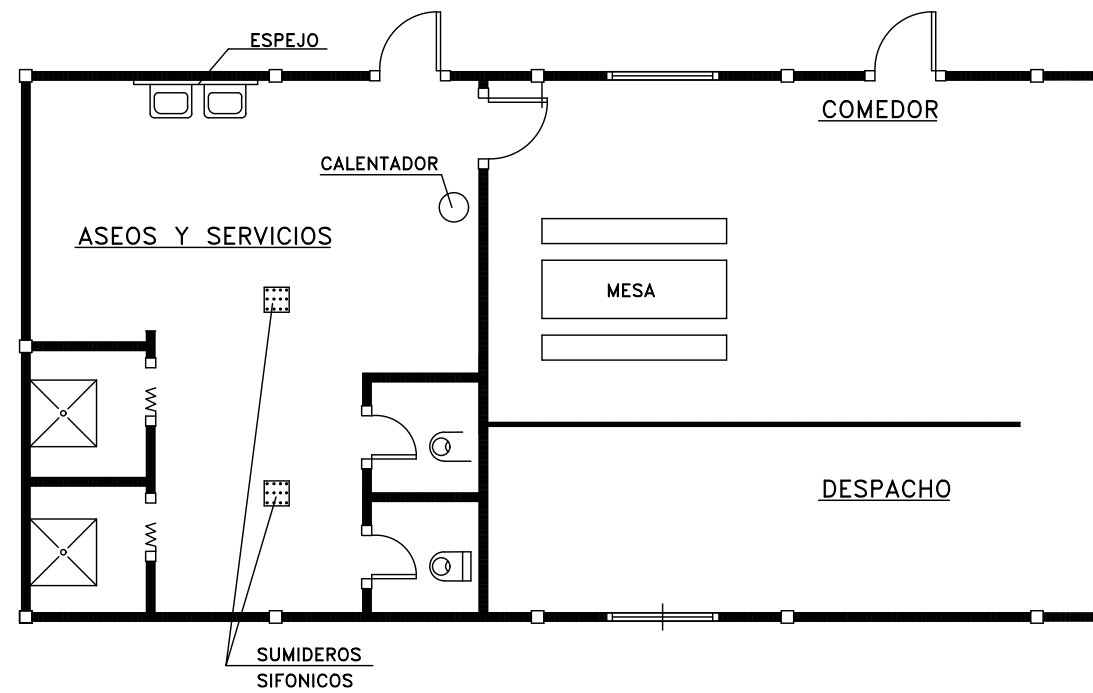 ESPEJO
COMEDOR
CALENTADOR
ASEOS Y SERVICIOS
MESA
DESPACHO
SUMIDEROS
SIFONICOS